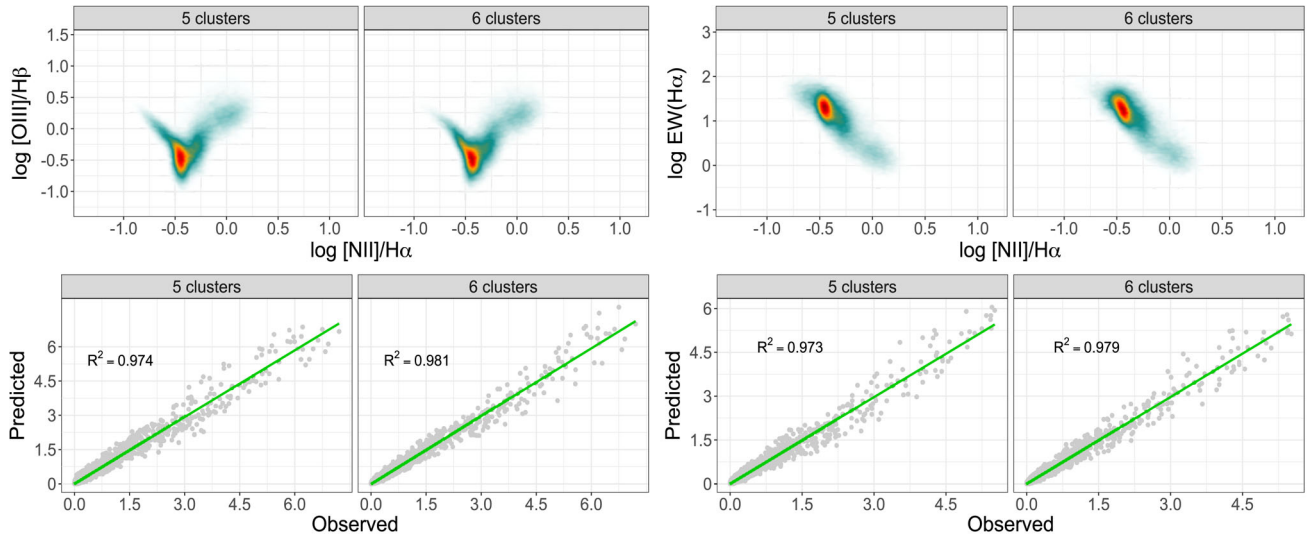 5 clusters 6 clusters
1.5
1.0
0.5
0.0
-0.5
-1.0
log [OIII]/Hβ
-1.0 -0.5 0.0 0.5 1.0 -1.0 -0.5 0.0 0.5 1.0
log [NII]/Hα
5 clusters 6 clusters
3
2
1
0
-1
log EW(Hα)
-1.0 -0.5 0.0 0.5 1.0 -1.0 -0.5 0.0 0.5 1.0
log [NII]/Hα
5 clusters 6 clusters
R² = 0.974 R² = 0.981
6
4.5
3
1.5
0
Predicted
0.0 1.5 3.0 4.5 6.0 0.0 1.5 3.0 4.5 6.0
Observed
5 clusters 6 clusters
R² = 0.973 R² = 0.979
6
4.5
3
1.5
0
Predicted
0.0 1.5 3.0 4.5 0.0 1.5 3.0 4.5
Observed